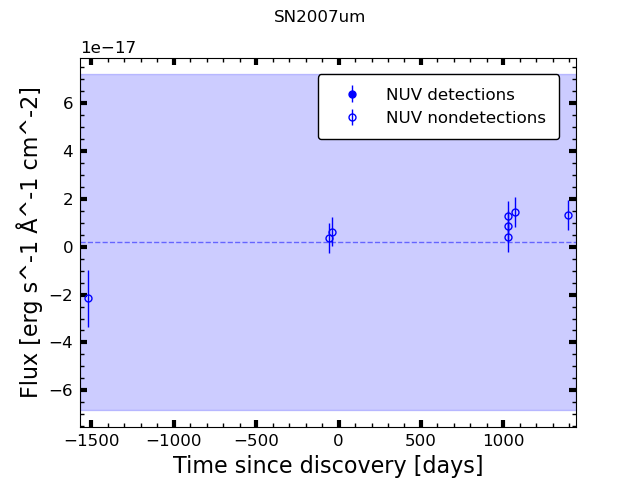 SN2007um
1e−17
NUV detections
NUV nondetections
6
4
2
0
−2
−4
−6
Flux [erg s^-1 Å^-1 cm^-2]
−1500 −1000 −500 0 500 1000
Time since discovery [days]